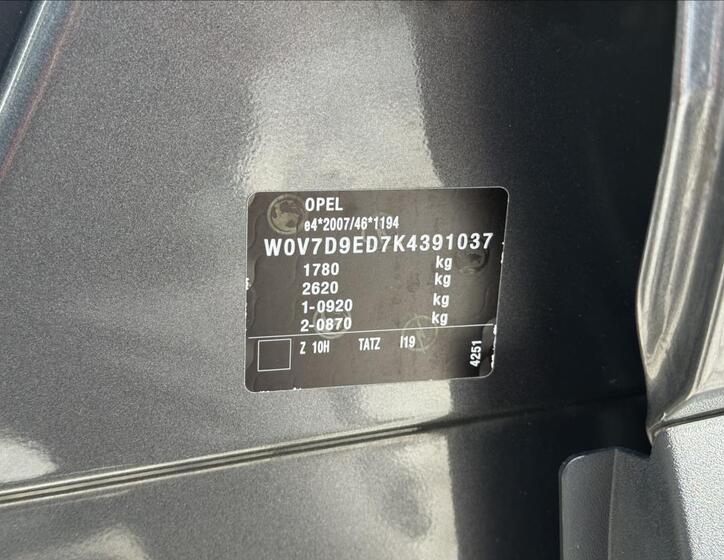 OPEL
e4*2007/46*1194
W0V7D9ED7K4391037
1780 kg
2620 kg
1-0920 kg
2-0870 kg
Z 10H TATZ I19
4251